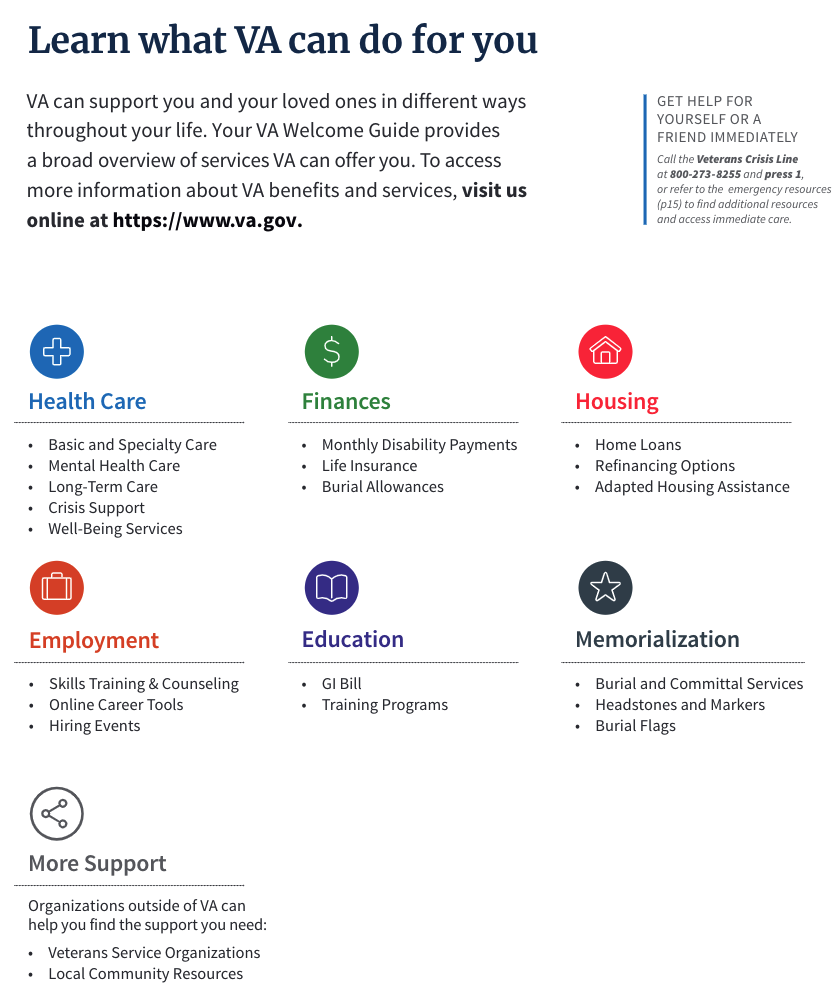 Learn what VA can do for you
VA can support you and your loved ones in different ways
throughout your life. Your VA Welcome Guide provides
a broad overview of services VA can offer you. To access
more information about VA benefits and services, visit us
online at https://www.va.gov.
GET HELP FOR
YOURSELF OR A
FRIEND IMMEDIATELY
Call the Veterans Crisis Line
at 800-273-8255 and press 1,
or refer to the emergency resources
(p15) to find additional resources
and access immediate care.
Health Care
• Basic and Specialty Care
• Mental Health Care
• Long-Term Care
• Crisis Support
• Well-Being Services
Finances
• Monthly Disability Payments
• Life Insurance
• Burial Allowances
Housing
• Home Loans
• Refinancing Options
• Adapted Housing Assistance
Employment
• Skills Training & Counseling
• Online Career Tools
• Hiring Events
Education
• GI Bill
• Training Programs
Memorialization
• Burial and Committal Services
• Headstones and Markers
• Burial Flags
More Support
Organizations outside of VA can
help you find the support you need:
• Veterans Service Organizations
• Local Community Resources